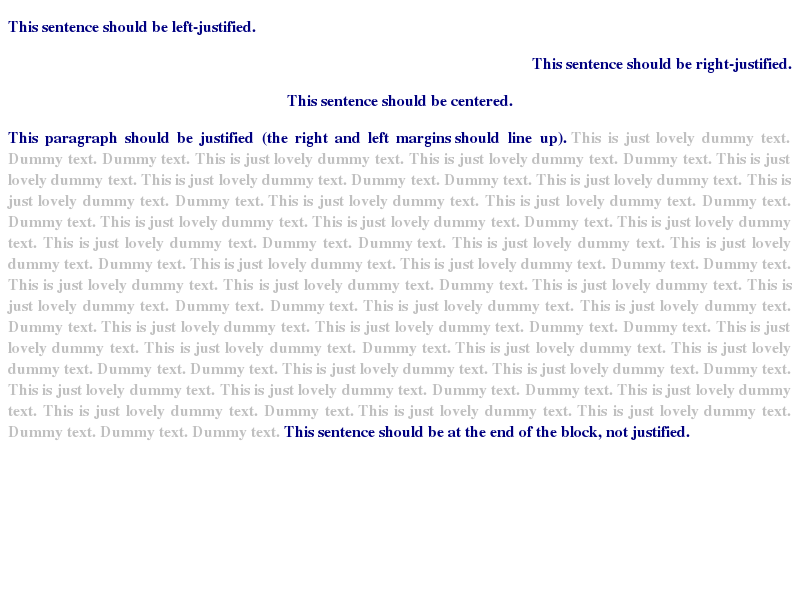 This sentence should be left-justified.
This sentence should be right-justified.
This sentence should be centered.
This paragraph should be justified (the right and left margins should line up). This is just lovely dummy text.
Dummy text. Dummy text. This is just lovely dummy text. This is just lovely dummy text. Dummy text. This is just
lovely dummy text. This is just lovely dummy text. Dummy text. Dummy text. This is just lovely dummy text. This is
just lovely dummy text. Dummy text. This is just lovely dummy text. This is just lovely dummy text. Dummy text.
Dummy text. This is just lovely dummy text. This is just lovely dummy text. Dummy text. This is just lovely dummy
text. This is just lovely dummy text. Dummy text. Dummy text. This is just lovely dummy text. This is just lovely
dummy text. Dummy text. This is just lovely dummy text. This is just lovely dummy text. Dummy text. Dummy text.
This is just lovely dummy text. This is just lovely dummy text. Dummy text. This is just lovely dummy text. This is
just lovely dummy text. Dummy text. Dummy text. This is just lovely dummy text. This is just lovely dummy text.
Dummy text. This is just lovely dummy text. This is just lovely dummy text. Dummy text. Dummy text. This is just
lovely dummy text. This is just lovely dummy text. Dummy text. This is just lovely dummy text. This is just lovely
dummy text. Dummy text. Dummy text. This is just lovely dummy text. This is just lovely dummy text. Dummy text.
This is just lovely dummy text. This is just lovely dummy text. Dummy text. Dummy text. This is just lovely dummy
text. This is just lovely dummy text. Dummy text. This is just lovely dummy text. This is just lovely dummy text.
Dummy text. Dummy text. Dummy text. This sentence should be at the end of the block, not justified.